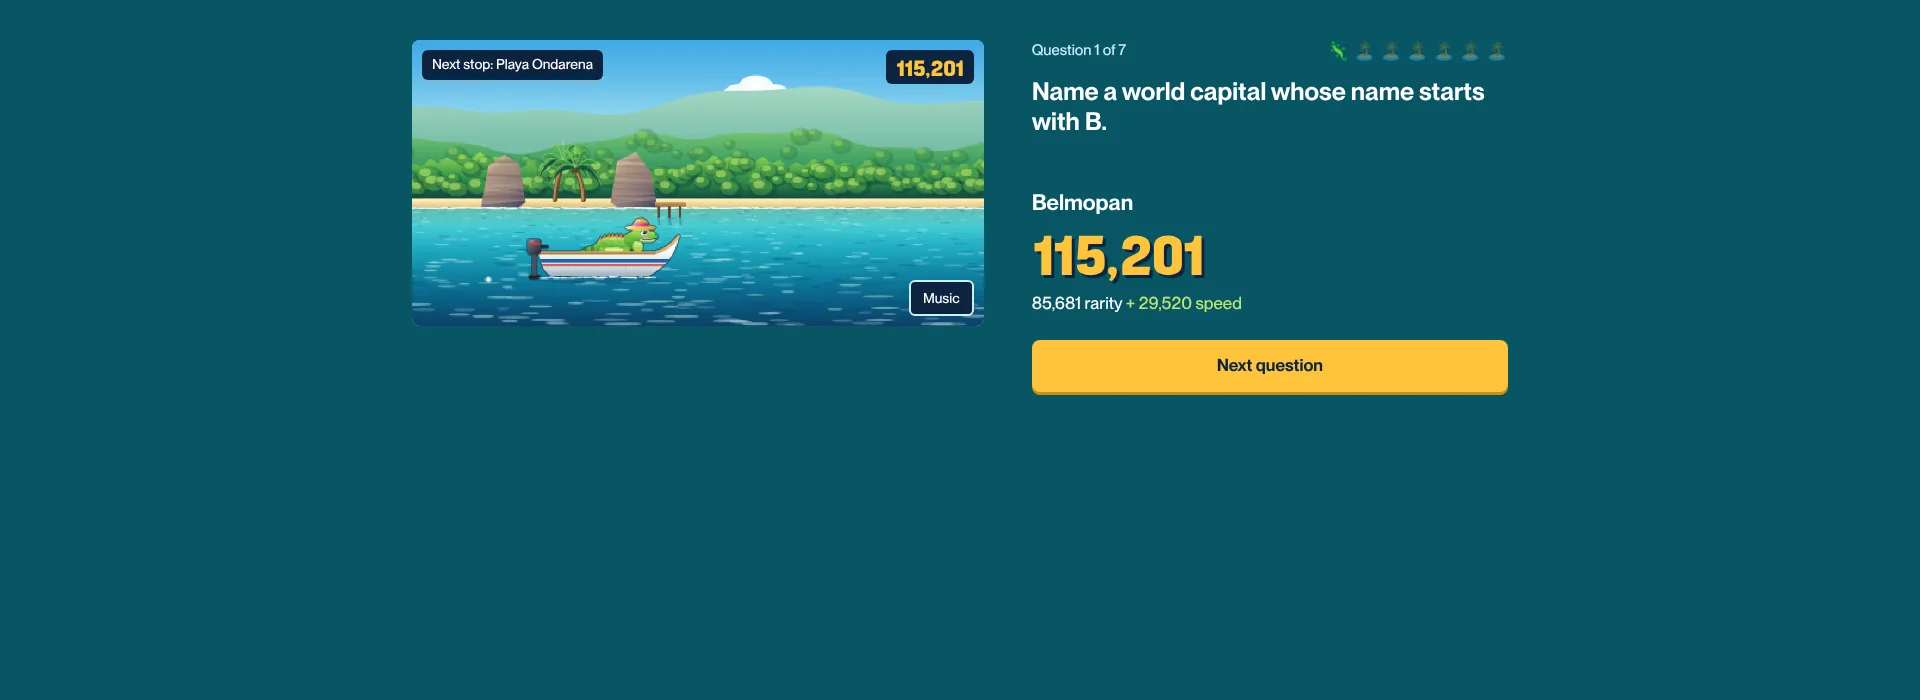 Next stop: Playa Ondarena
115,201
Music
Question 1 of 7
Name a world capital whose name starts
with B.
Belmopan
115,201
85,681 rarity + 29,520 speed
Next question